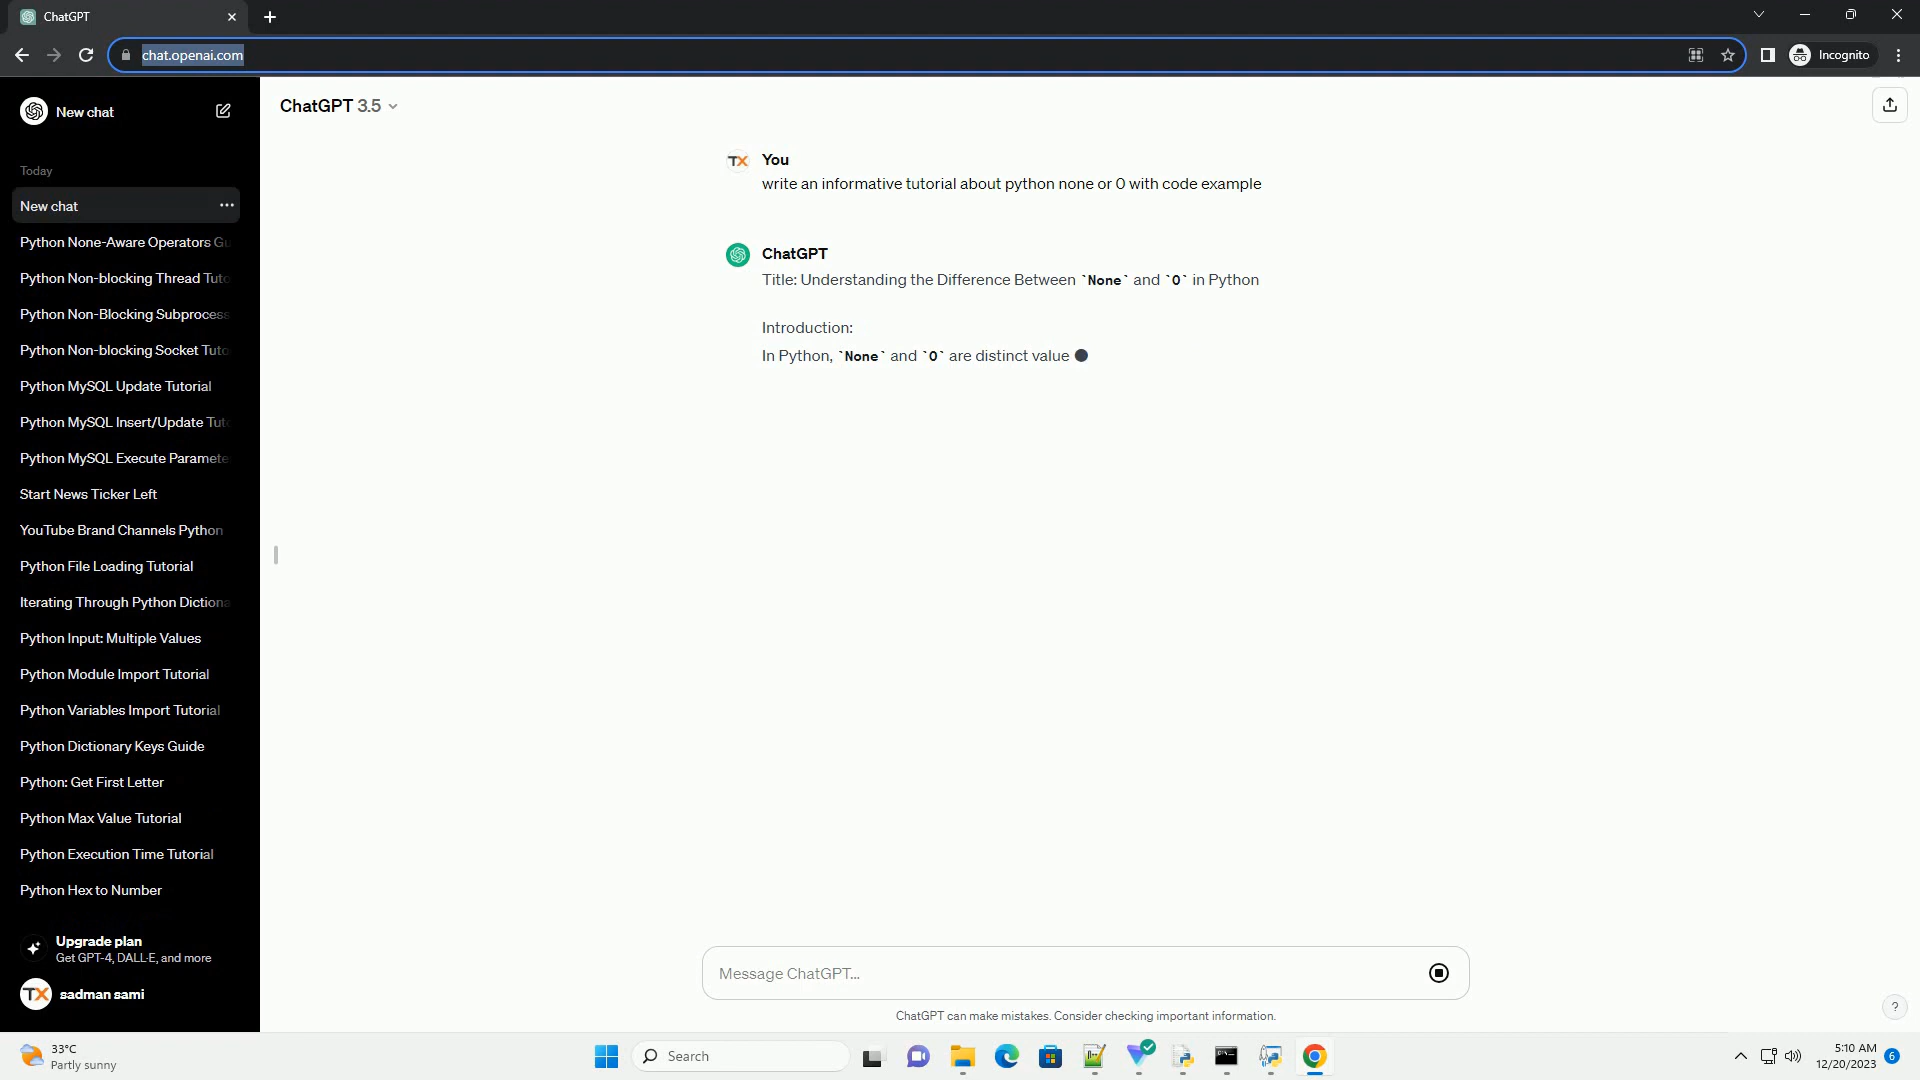 ChatGPT
chat.openai.com
Incognito
New chat
Today
New chat
Python None-Aware Operators Gu
Python Non-blocking Thread Tuto
Python Non-Blocking Subprocess
Python Non-blocking Socket Tuto
Python MySQL Update Tutorial
Python MySQL Insert/Update Tuto
Python MySQL Execute Paramete
Start News Ticker Left
YouTube Brand Channels Python
Python File Loading Tutorial
Iterating Through Python Dictiona
Python Input: Multiple Values
Python Module Import Tutorial
Python Variables Import Tutorial
Python Dictionary Keys Guide
Python: Get First Letter
Python Max Value Tutorial
Python Execution Time Tutorial
Python Hex to Number
Upgrade plan
Get GPT-4, DALL·E, and more
TX sadman sami
ChatGPT 3.5
TX You
write an informative tutorial about python none or 0 with code example
ChatGPT
Title: Understanding the Difference Between `None` and `0` in Python
Introduction:
In Python, `None` and `0` are distinct value
Message ChatGPT...
ChatGPT can make mistakes. Consider checking important information.
?
33°C
Partly sunny
Search
5:10 AM
12/20/2023
6